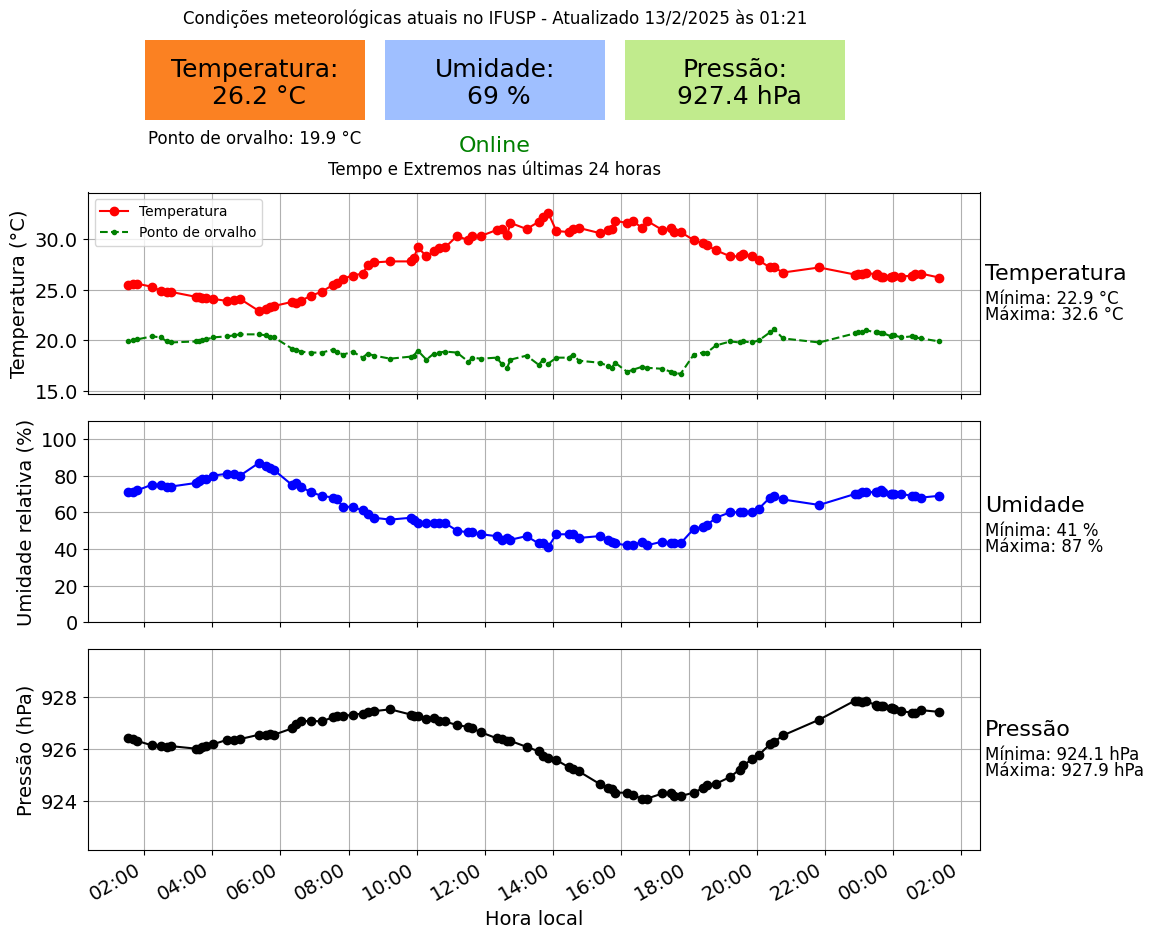 Condições meteorológicas atuais no IFUSP - Atualizado 13/2/2025 às 01:21
Temperatura:
26.2 °C
Umidade:
69 %
Pressão:
927.4 hPa
Ponto de orvalho: 19.9 °C
Online
Tempo e Extremos nas últimas 24 horas
Temperatura (°C)
30.0
25.0
20.0
15.0
Temperatura
Ponto de orvalho
Temperatura
Mínima: 22.9 °C
Máxima: 32.6 °C
Umidade relativa (%)
100
80
60
40
20
0
Umidade
Mínima: 41 %
Máxima: 87 %
Pressão (hPa)
928
926
924
Pressão
Mínima: 924.1 hPa
Máxima: 927.9 hPa
02:00
04:00
06:00
08:00
10:00
12:00
14:00
16:00
18:00
20:00
22:00
00:00
02:00
Hora local